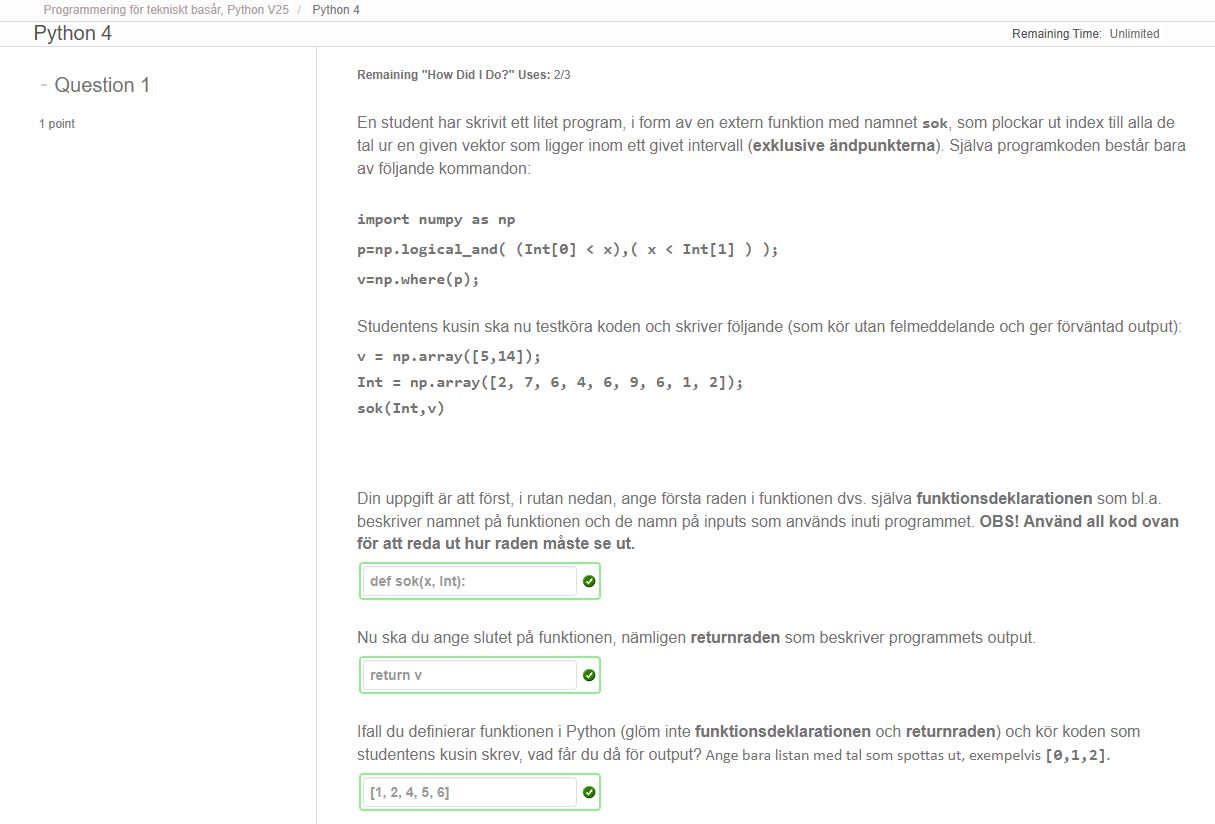 Programmering för tekniskt basår, Python V25 / Python 4
Python 4
Remaining Time: Unlimited
- Question 1
1 point
Remaining "How Did I Do?" Uses: 2/3
En student har skrivit ett litet program, i form av en extern funktion med namnet sok, som plockar ut index till alla de
tal ur en given vektor som ligger inom ett givet intervall (exklusive ändpunkterna). Själva programkoden består bara
av följande kommandon:
import numpy as np
p=np.logical_and( (Int[0] < x),( x < Int[1] ) );
v=np.where(p);
Studentens kusin ska nu testköra koden och skriver följande (som kör utan felmeddelande och ger förväntad output):
v = np.array([5,14]);
Int = np.array([2, 7, 6, 4, 6, 9, 6, 1, 2]);
sok(Int,v)
Din uppgift är att först, i rutan nedan, ange första raden i funktionen dvs. själva funktionsdeklarationen som bl.a.
beskriver namnet på funktionen och de namn på inputs som används inuti programmet. OBS! Använd all kod ovan
för att reda ut hur raden måste se ut.
def sok(x, Int):
Nu ska du ange slutet på funktionen, nämligen returnraden som beskriver programmets output.
return v
Ifall du definierar funktionen i Python (glöm inte funktionsdeklarationen och returnraden) och kör koden som
studentens kusin skrev, vad får du då för output? Ange bara listan med tal som spottas ut, exempelvis [0,1,2].
[1, 2, 4, 5, 6]